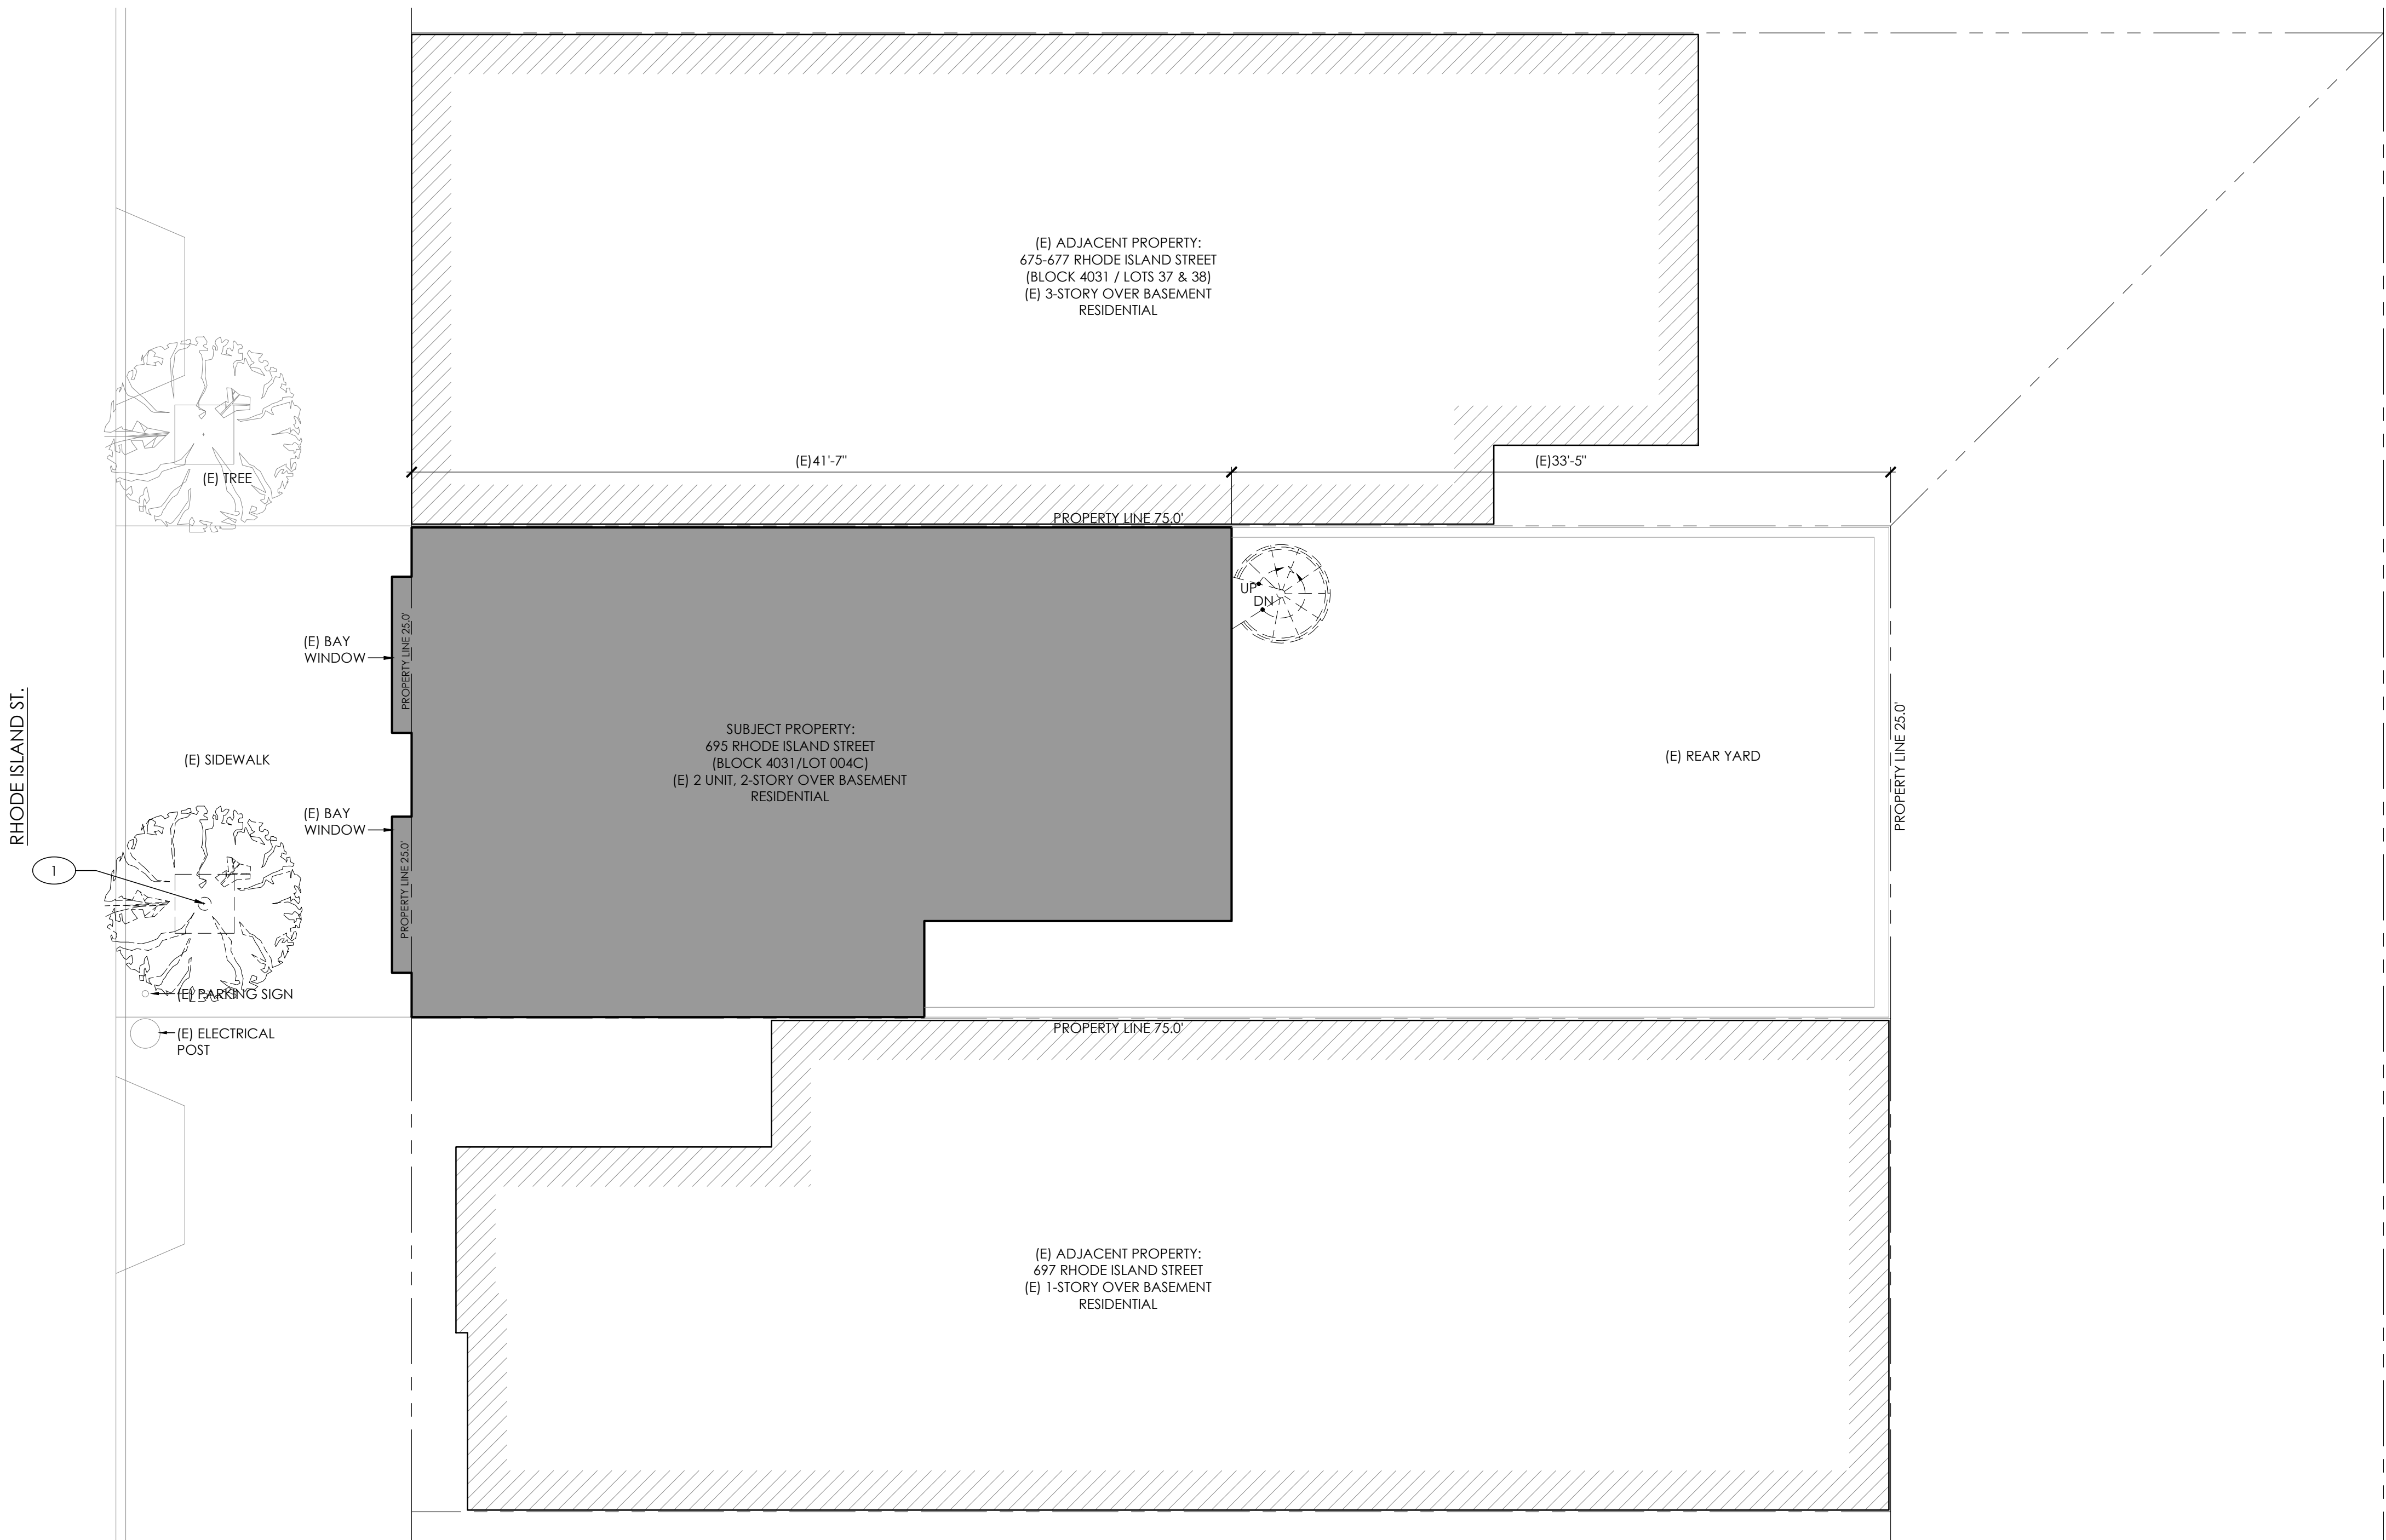 (E) ADJACENT PROPERTY:
675-677 RHODE ISLAND STREET
(BLOCK 4031 / LOTS 37 & 38)
(E) 3-STORY OVER BASEMENT
RESIDENTIAL
(E)41'-7"
(E)33'-5"
(E) TREE
PROPERTY LINE 75.0'
UP
DN
(E) BAY
WINDOW
PROPERTY LINE 25.0'
RHODE ISLAND ST.
(E) SIDEWALK
SUBJECT PROPERTY:
695 RHODE ISLAND STREET
(BLOCK 4031/LOT 004C)
(E) 2 UNIT, 2-STORY OVER BASEMENT
RESIDENTIAL
(E) REAR YARD
PROPERTY LINE 25.0'
(E) BAY
WINDOW
PROPERTY LINE 25.0'
1
(E) PARKING SIGN
(E) ELECTRICAL
POST
PROPERTY LINE 75.0'
(E) ADJACENT PROPERTY:
697 RHODE ISLAND STREET
(E) 1-STORY OVER BASEMENT
RESIDENTIAL